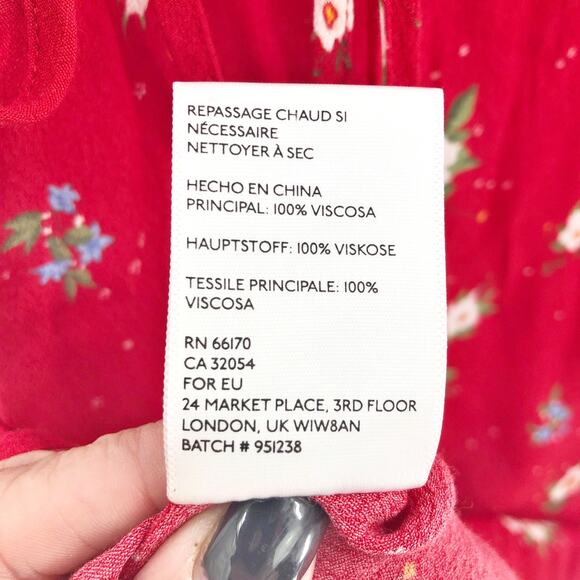 REPASSAGE CHAUD SI
NÉCESSAIRE
NETTOYER À SEC
HECHO EN CHINA
PRINCIPAL: 100% VISCOSA
HAUPTSTOFF: 100% VISKOSE
TESSILE PRINCIPALE: 100%
VISCOSA
RN 66170
CA 32054
FOR EU
24 MARKET PLACE, 3RD FLOOR
LONDON, UK W1W8AN
BATCH # 951238